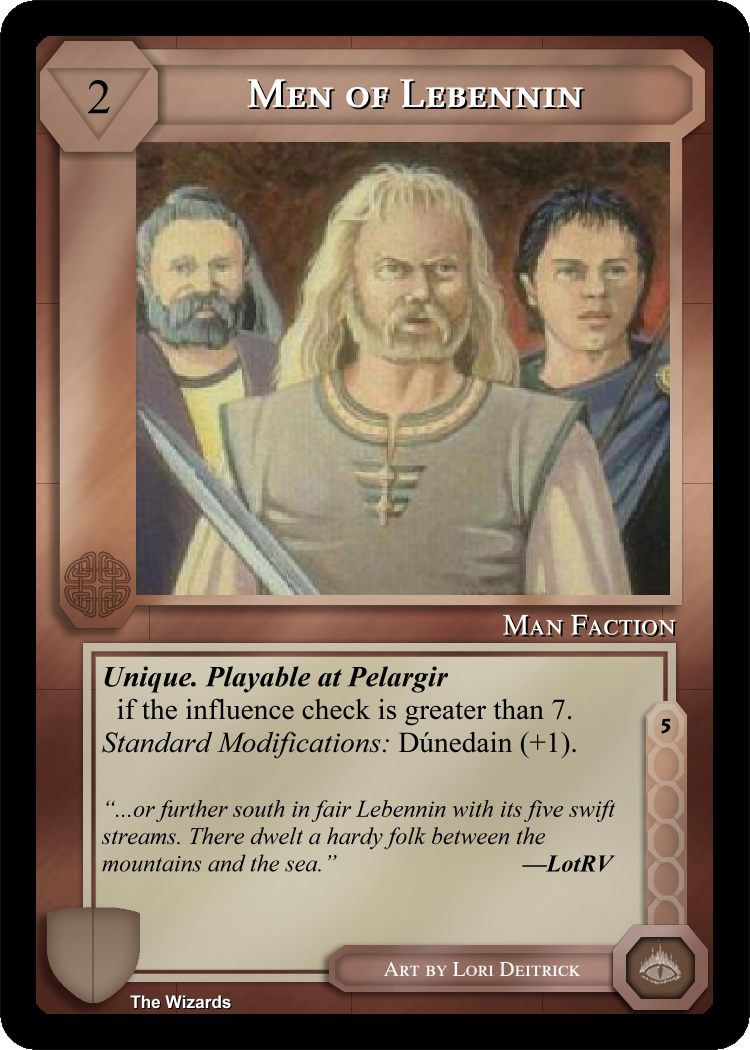 2
Men of Lebennin
Man Faction
Unique. Playable at Pelargir
if the influence check is greater than 7.
Standard Modifications: Dúnedain (+1).
5
“...or further south in fair Lebennin with its five swift
streams. There dwelt a hardy folk between the
mountains and the sea.” —LotRV
Art by Lori Deitrick
The Wizards